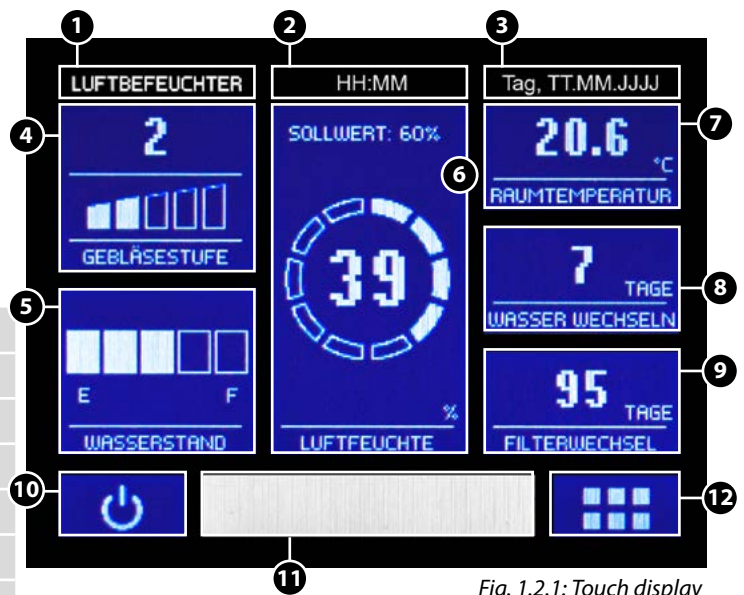 1 2 3
LUFTBEFEUCHTER HH:MM Tag, TT.MM.JJJJ
4
2
GEBLÄSESTUFE
5
E F
WASSERSTAND
6
SOLLWERT: 60%
39
%
LUFTFEUCHTE
7
20.6
°C
RAUMTEMPERATUR
8
7
TAGE
WASSER WECHSELN
9
95
TAGE
FILTERWECHSEL
10
11
12
Fig. 1.2.1: Touch display